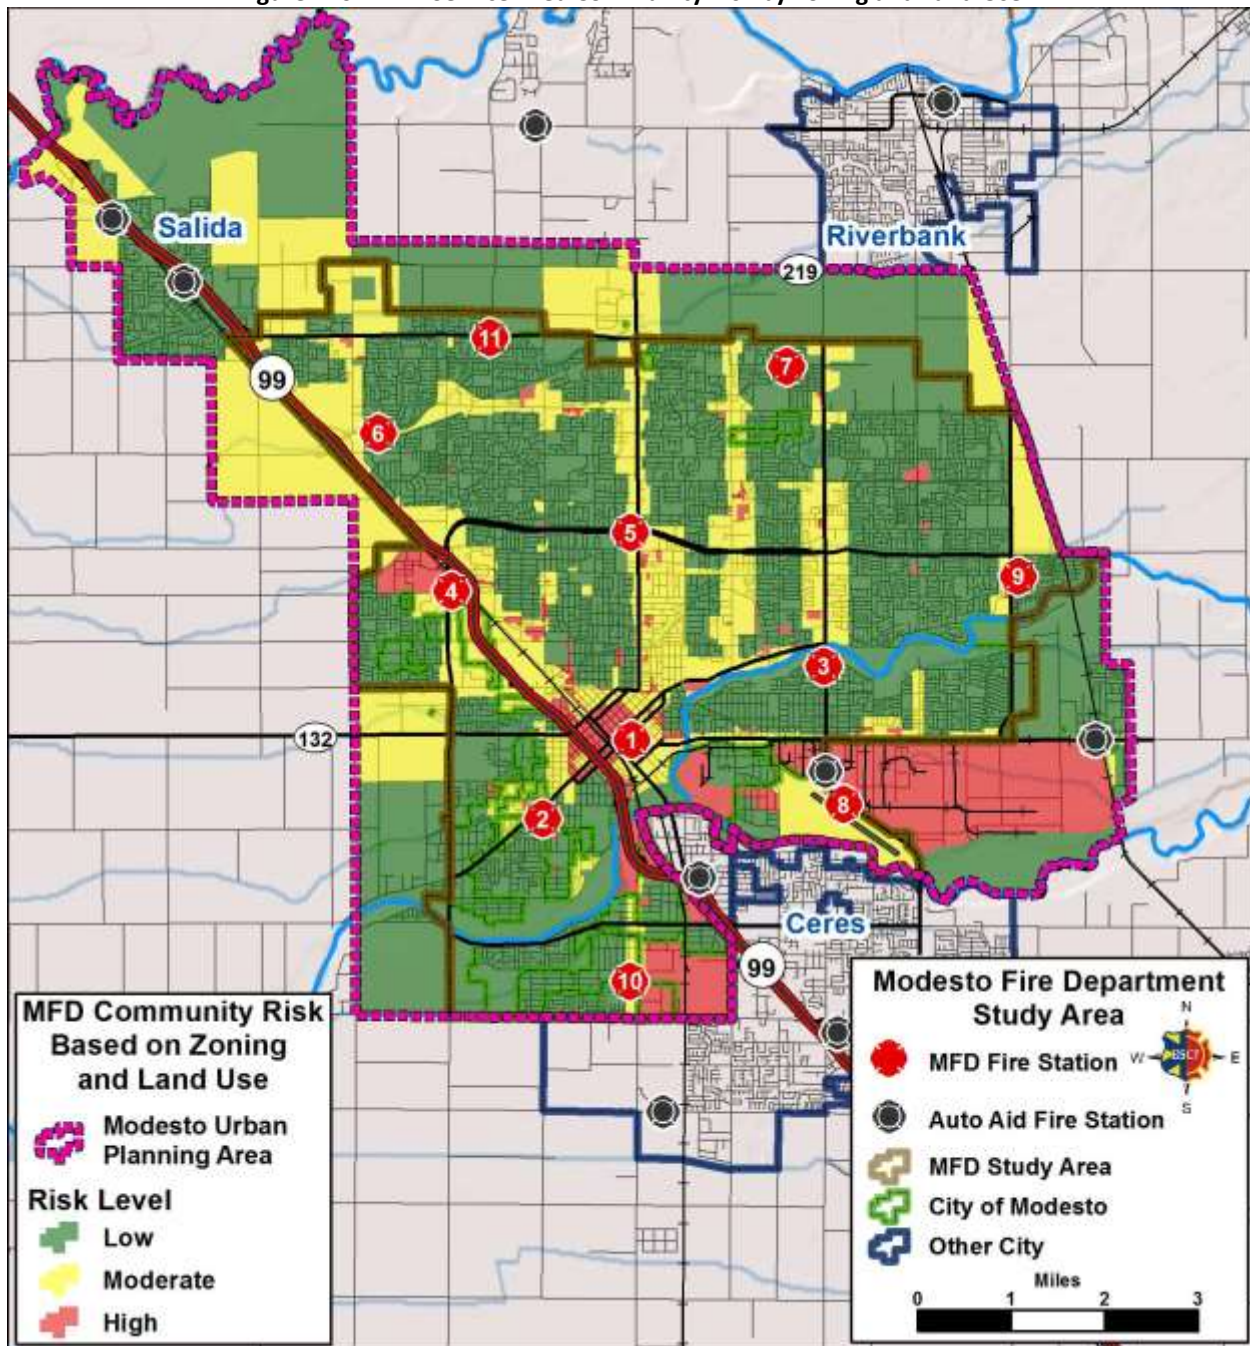 Salida
Riverbank
219
11
7
99
6
5
4
9
3
132
1
8
2
Ceres
99
10
MFD Community Risk
Based on Zoning
and Land Use
Modesto Urban
Planning Area
Risk Level
Low
Moderate
High
Modesto Fire Department
Study Area
N
W
E
S
MFD Fire Station
Auto Aid Fire Station
MFD Study Area
City of Modesto
Other City
Miles
0 1 2 3